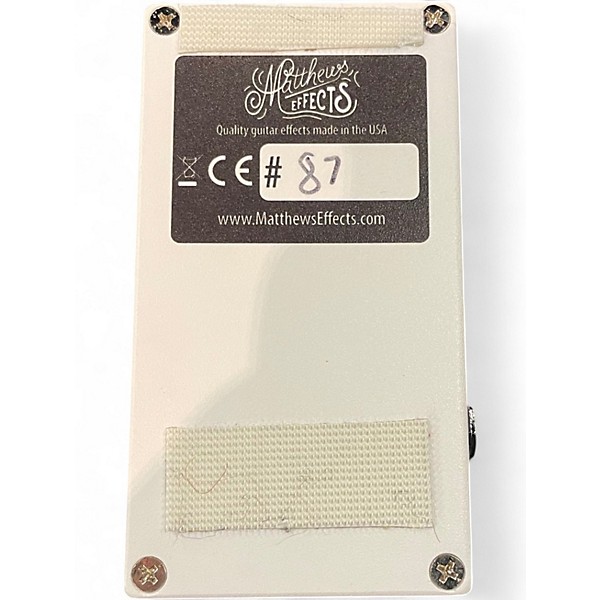 Matthews
EFFECTS
Quality guitar effects made in the USA
CE # 87
www.MatthewsEffects.com